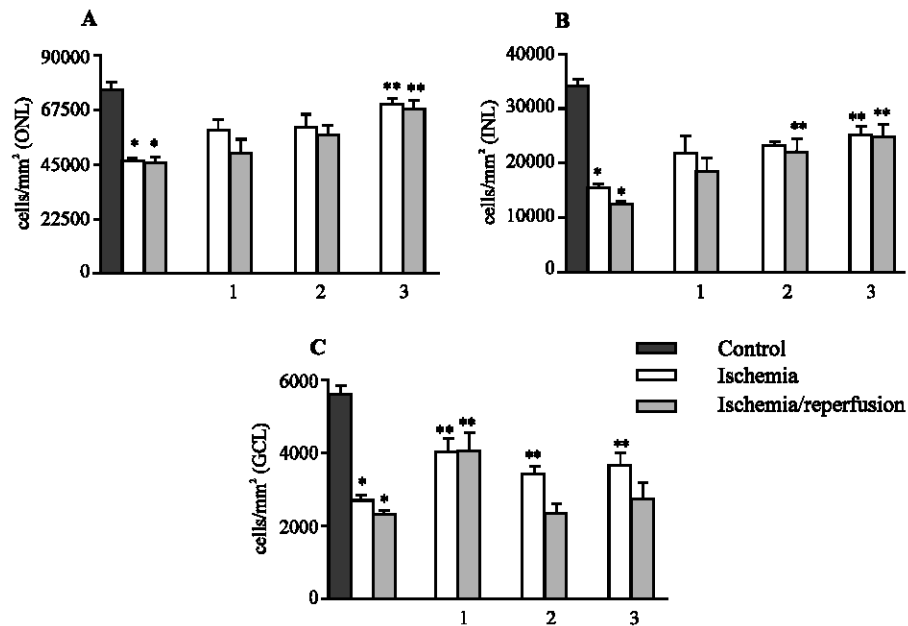 A
90000
67500
45000
22500
0
cells/mm² (ONL)
* *
** **
1 2 3
B
40000
30000
20000
10000
0
cells/mm² (INL)
*
*
**
** **
1 2 3
C
6000
4000
2000
0
cells/mm² (GCL)
*
*
** **
**
**
1 2 3
Control
Ischemia
Ischemia/reperfusion